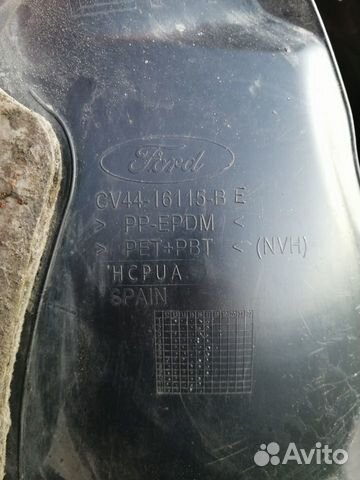 Ford
CV44-16115-B E
> PP-EPDM <
> PET+PBT < (NVH)
HCPUA
SPAIN
Avito